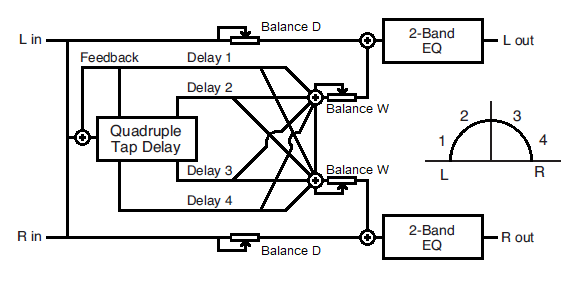 Balance D
L in
2-Band
EQ
L out
Feedback
Delay 1
Delay 2
Balance W
Quadruple
Tap Delay
1
2
3
4
L
R
Delay 3
Balance W
Delay 4
R in
2-Band
EQ
R out
Balance D